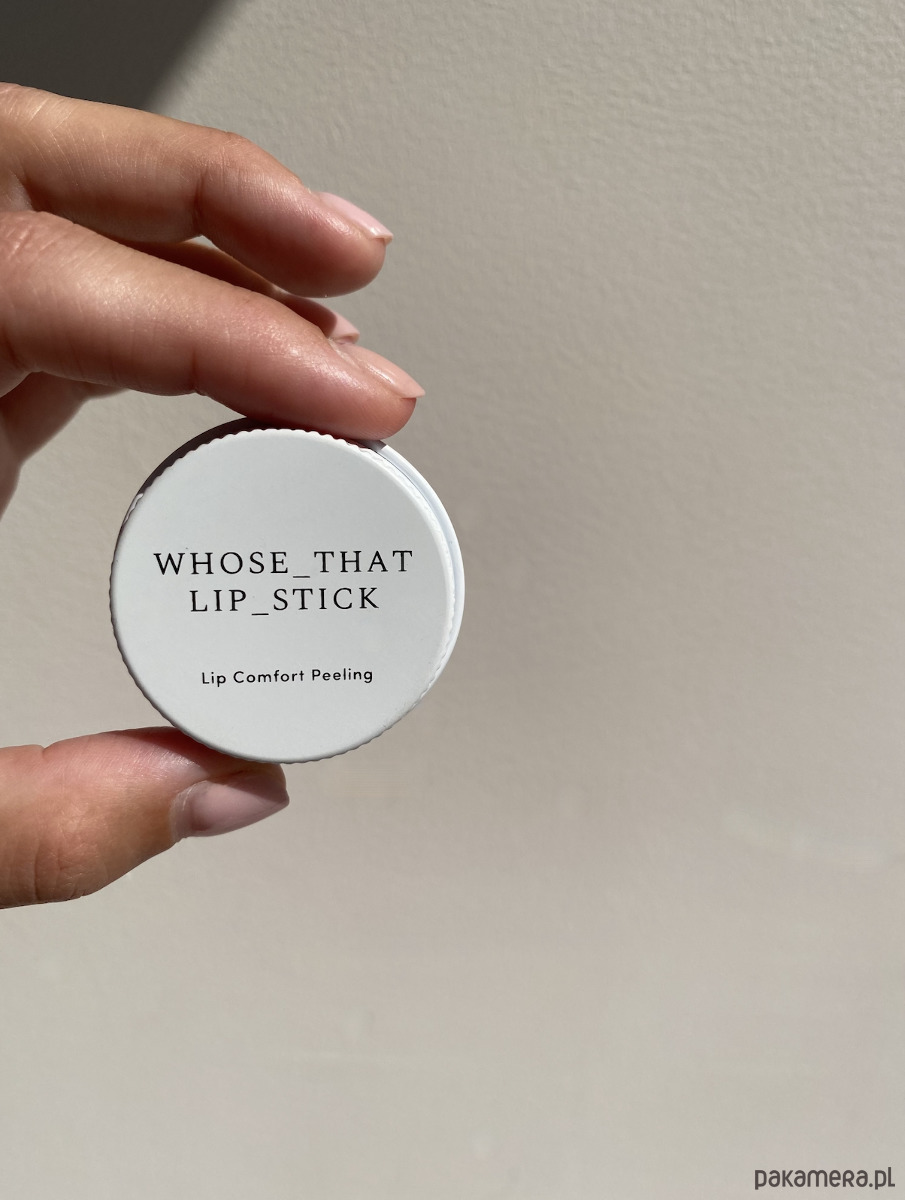 WHOSE_THAT
LIP_STICK
Lip Comfort Peeling
pakamera.pl